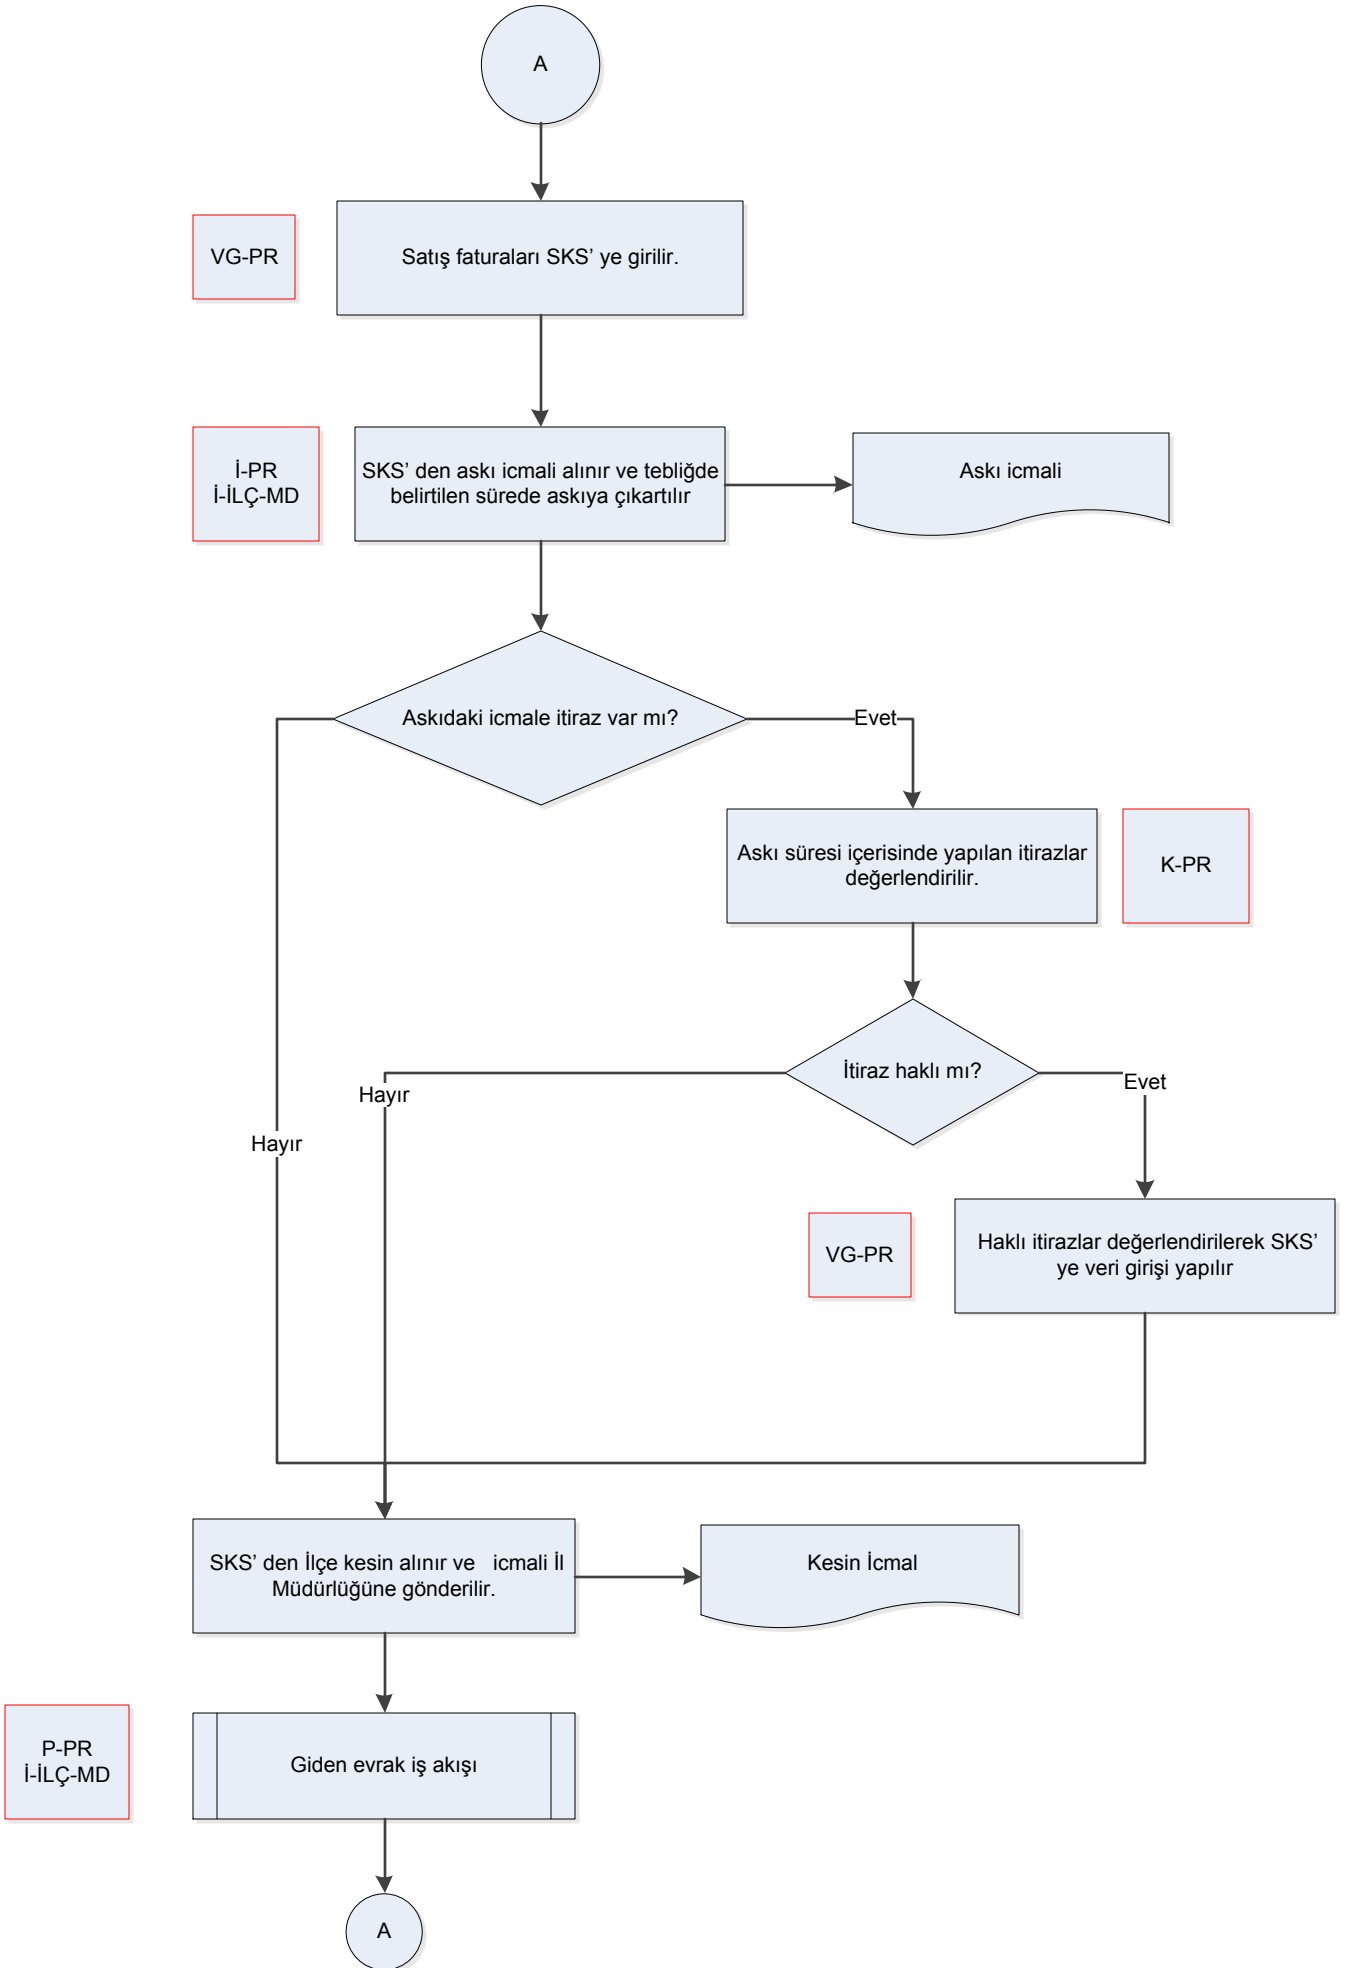 A
VG-PR
Satış faturaları SKS' ye girilir.
İ-PR
İ-İLÇ-MD
SKS' den askı icmali alınır ve tebliğde
belirtilen sürede askıya çıkartılır
Askı icmali
Askıdaki icmale itiraz var mı?
Evet
Askı süresi içerisinde yapılan itirazlar
değerlendirilir.
K-PR
İtiraz haklı mı?
Evet
Hayır
Hayır
VG-PR
Haklı itirazlar değerlendirilerek SKS'
ye veri girişi yapılır
SKS' den İlçe kesin alınır ve icmali İl
Müdürlüğüne gönderilir.
Kesin İcmal
P-PR
İ-İLÇ-MD
Giden evrak iş akışı
A